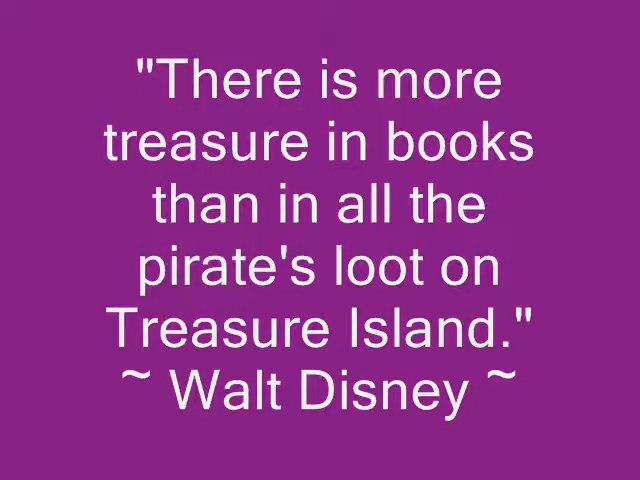 "There is more
treasure in books
than in all the
pirate's loot on
Treasure Island."
~ Walt Disney ~